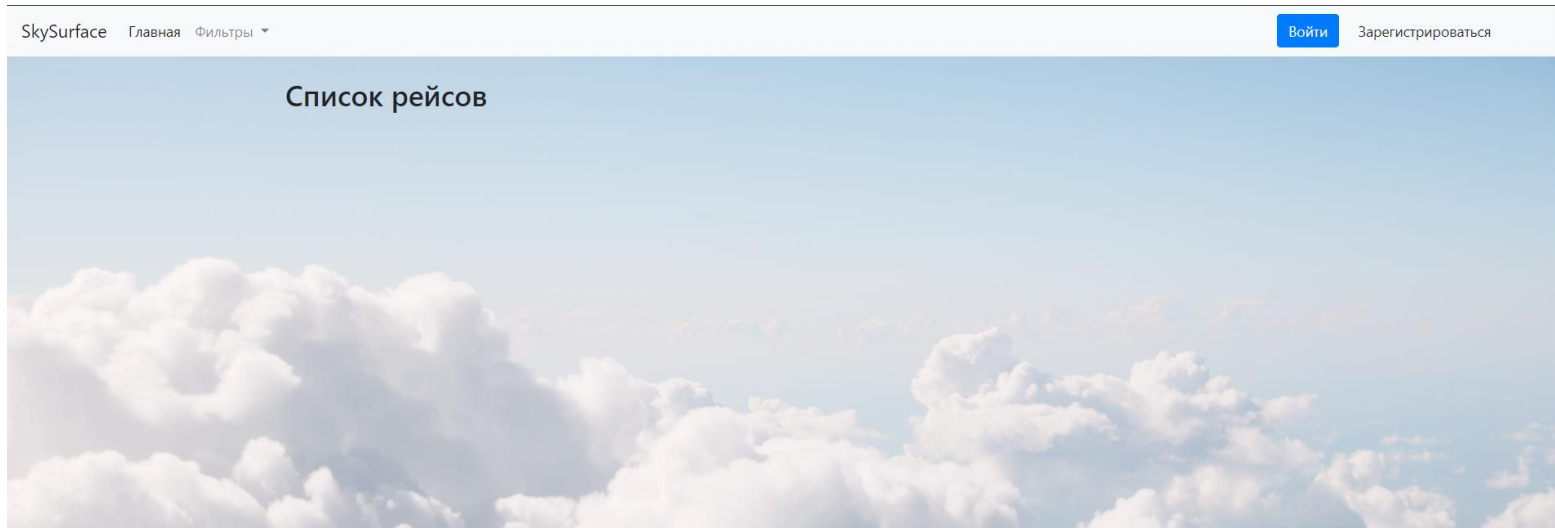 SkySurface Главная Фильтры Войти Зарегистрироваться
Список рейсов